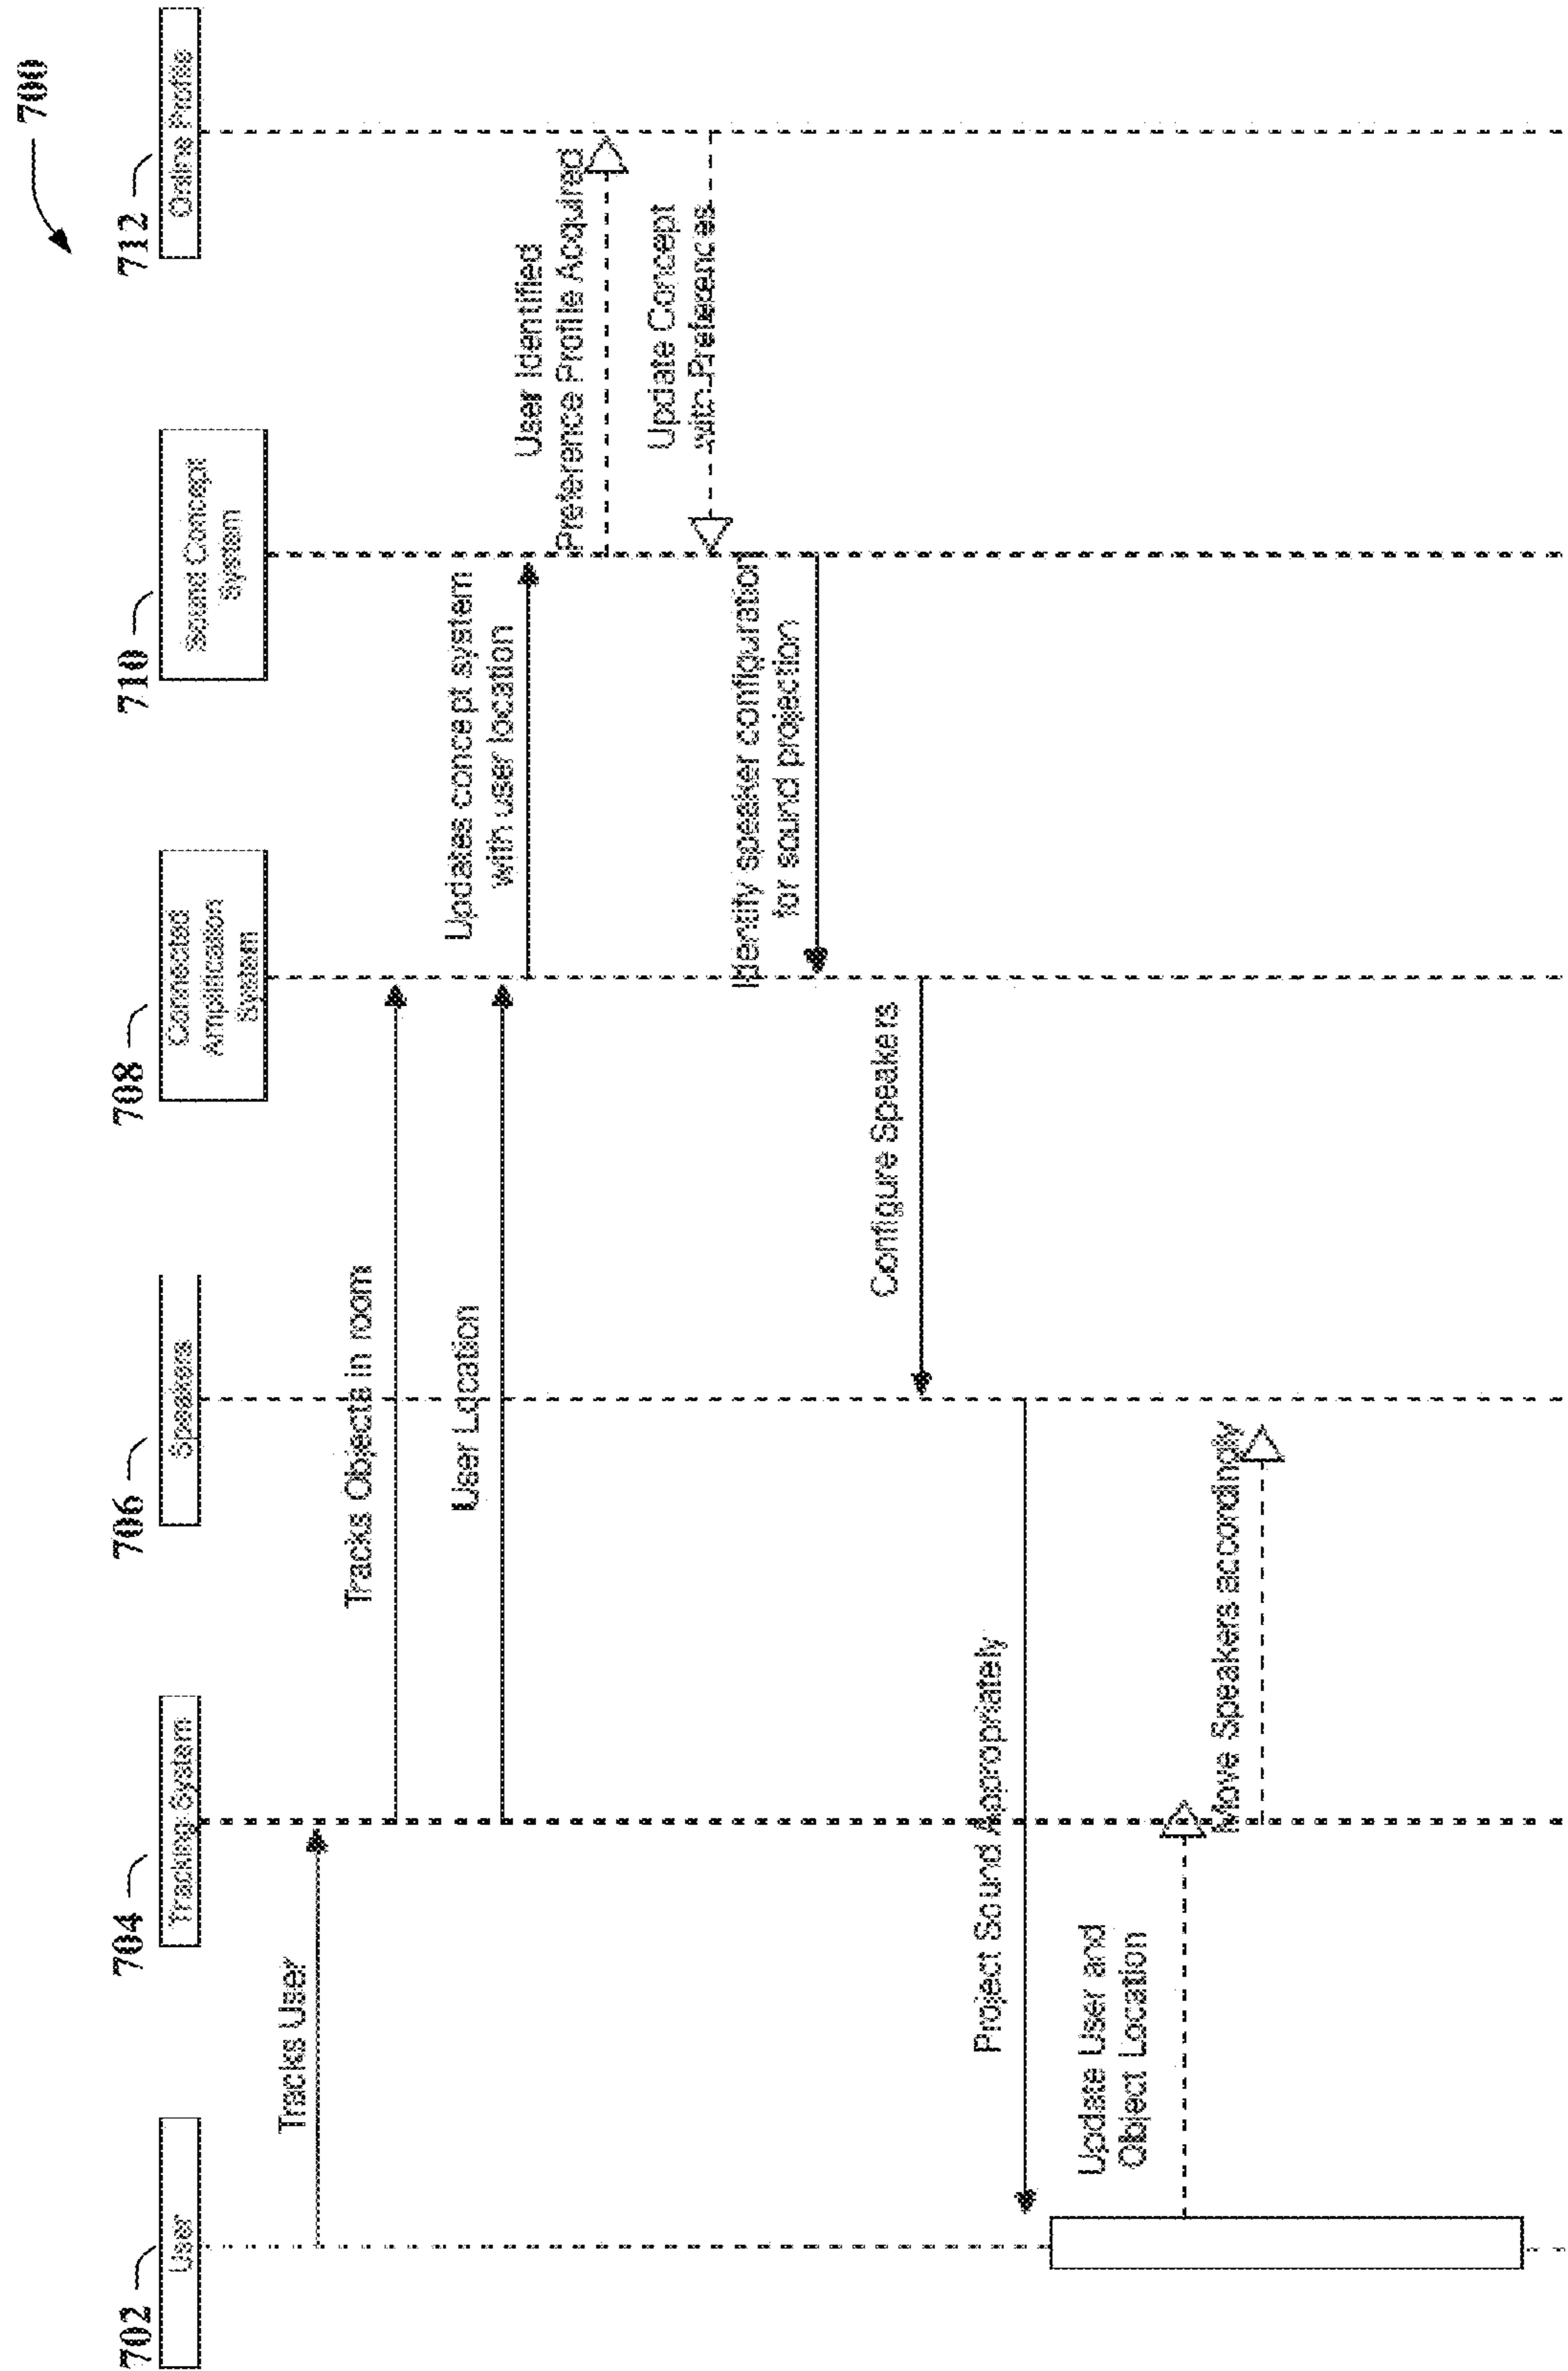 700
702
User
704
Tracking System
706
Speakers
708
Connected
Amplification
System
710
Sound Concept
System
712
Online Profile
Tracks User
Tracks Objects in room
User Location
Updates concept system
with user location
User Identified
Preference Profile Acquired
Update Concept
with Preferences
Identify speaker configuration
for sound projection
Configure Speakers
Project Sound Appropriately
Update User and
Object Location
Move Speakers accordingly